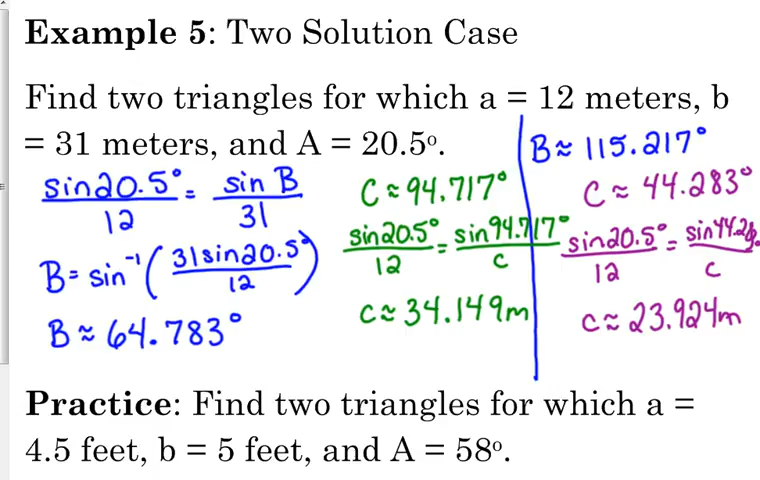 Example 5: Two Solution Case
Find two triangles for which a = 12 meters, b
= 31 meters, and A = 20.5°.
sin20.5°/12 = sin B/31
B = sin⁻¹(31sin20.5°/12)
B ≈ 64.783°
C ≈ 94.717°
sin20.5°/12 = sin94.717°/c
c ≈ 34.149m
B ≈ 115.217°
C ≈ 44.283°
sin20.5°/12 = sin44.28/c
c ≈ 23.924m
Practice: Find two triangles for which a =
4.5 feet, b = 5 feet, and A = 58°.